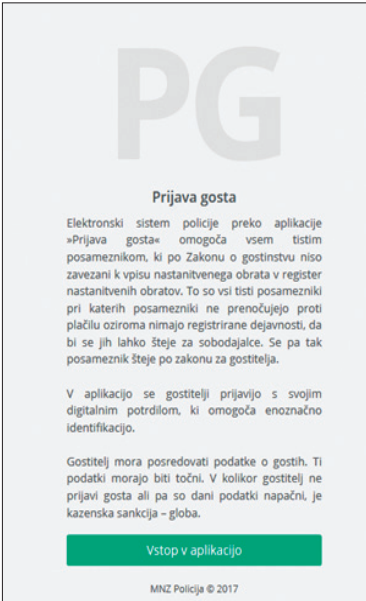 PG
Prijava gosta
Elektronski sistem policije preko aplikacije
»Prijava gosta« omogoča vsem tistim
posameznikom, ki po Zakonu o gostinstvu niso
zavezani k vpisu nastanitvenega obrata v register
nastanitvenih obratov. To so vsi tisti posamezniki
pri katerih posamezniki ne prenočujejo proti
plačilu oziroma nimajo registrirane dejavnosti, da
bi se jih lahko šteje za sobodajalce. Se pa tak
posameznik šteje po zakonu za gostitelja.
V aplikacijo se gostitelji prijavijo s svojim
digitalnim potrdilom, ki omogoča enoznačno
identifikacijo.
Gostitelj mora posredovati podatke o gostih. Ti
podatki morajo biti točni. V kolikor gostitelj ne
prijavi gosta ali pa so dani podatki napačni, je
kazenska sankcija – globa.
Vstop v aplikacijo
MNZ Policija © 2017